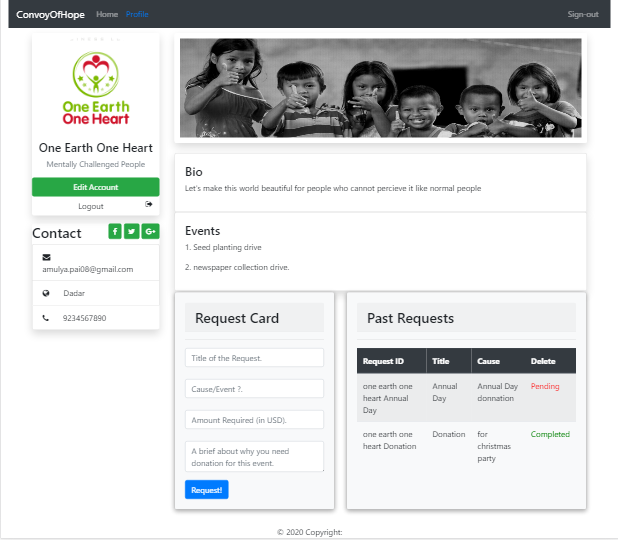 ConvoyOfHope Home Profile Sign-out
One Earth
One Heart
One Earth One Heart
Mentally Challenged People
Edit Account
Logout
Contact
amulya.pai08@gmail.com
Dadar
9234567890
Bio
Let's make this world beautiful for people who cannot percieve it like normal people
Events
1. Seed planting drive
2. newspaper collection drive.
Request Card
Title of the Request.
Cause/Event ?.
Amount Required (in USD).
A brief about why you need
donation for this event.
Request!
Past Requests
Request ID Title Cause Delete
one earth one Annual Annual Day Pending
heart Annual Day donnation
Day
one earth one Donation for Completed
heart Donation christmas
party
© 2020 Copyright: